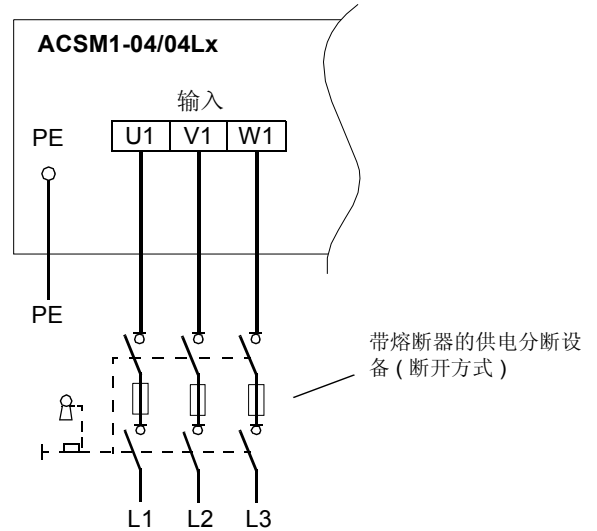 ACSM1-04/04Lx
输入
PE
U1 V1 W1
PE
带熔断器的供电分断设
备 ( 断开方式 )
L1 L2 L3